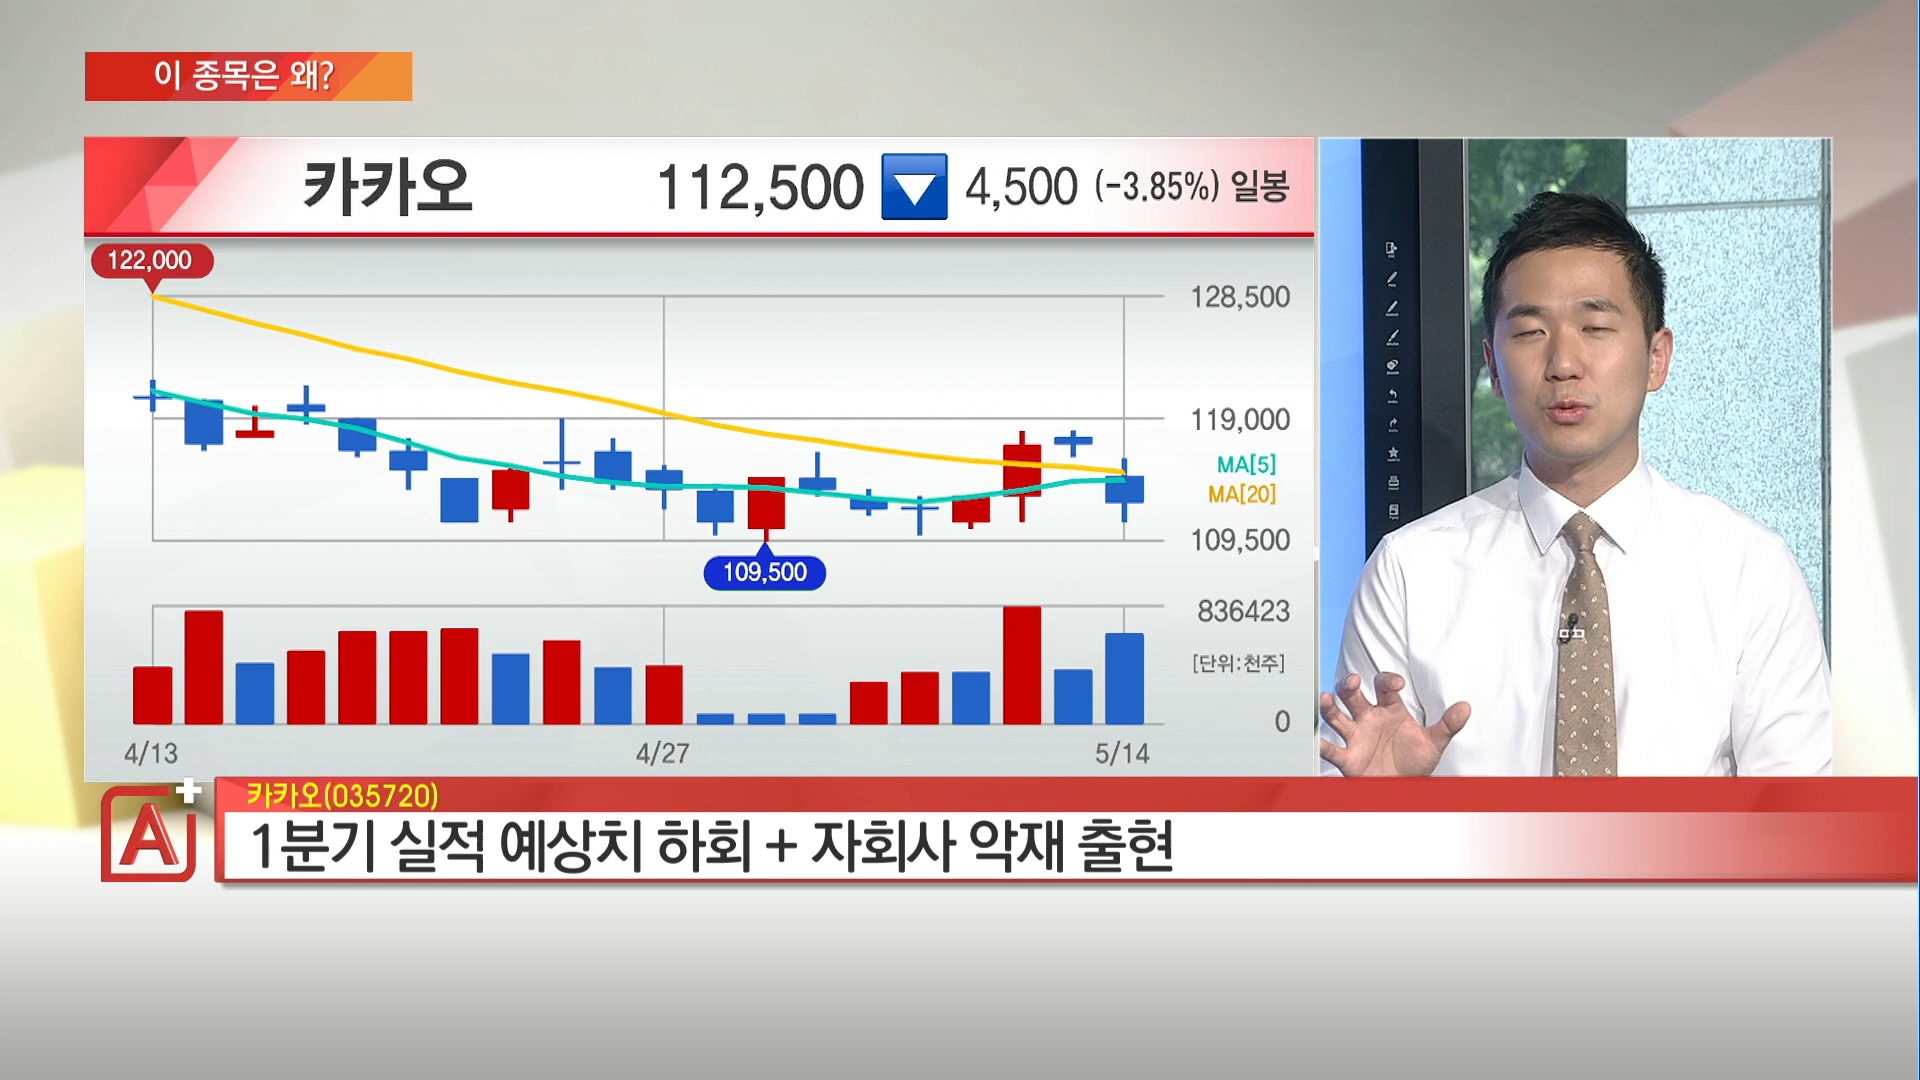 이 종목은 왜?
카카오 112,500 ▼ 4,500 (-3.85%) 일봉
122,000
128,500
119,000
MA[5]
MA[20]
109,500
109,500
836423
[단위:천주]
0
4/13 4/27 5/14
A+
카카오(035720)
1분기 실적 예상치 하회 + 자회사 악재 출현